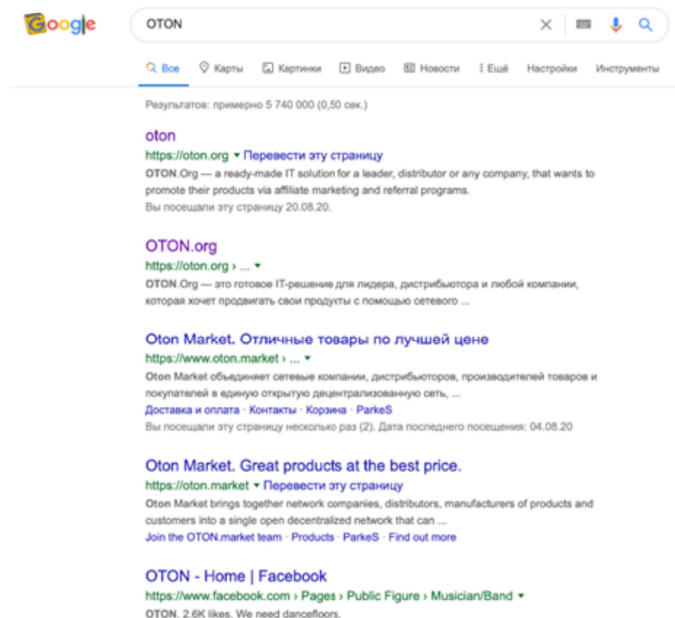 Google
OTON
Все Карты Картинки Видео Новости Ещё Настройки Инструменты
Результатов: примерно 5 740 000 (0,50 сек.)
oton
https://oton.org ▾ Перевести эту страницу
OTON.Org — a ready-made IT solution for a leader, distributor or any company, that wants to
promote their products via affiliate marketing and referral programs.
Вы посещали эту страницу 20.08.20.
OTON.org
https://oton.org › ... ▾
OTON.Org — это готовое IT-решение для лидера, дистрибьютора и любой компании,
которая хочет продвигать свои продукты с помощью сетевого ...
Oton Market. Отличные товары по лучшей цене
https://www.oton.market › ... ▾
Oton Market объединяет сетевые компании, дистрибьюторов, производителей товаров и
покупателей в единую открытую децентрализованную сеть, ...
Доставка и оплата · Контакты · Корзина · ParkeS
Вы посещали эту страницу несколько раз (2). Дата последнего посещения: 04.08.20
Oton Market. Great products at the best price.
https://oton.market ▾ Перевести эту страницу
Oton Market brings together network companies, distributors, manufacturers of products and
customers into a single open decentralized network that can ...
Join the OTON.market team · Products · ParkeS · Find out more
OTON - Home | Facebook
https://www.facebook.com › Pages › Public Figure › Musician/Band ▾
OTON. 2.6K likes. We need dancefloors.